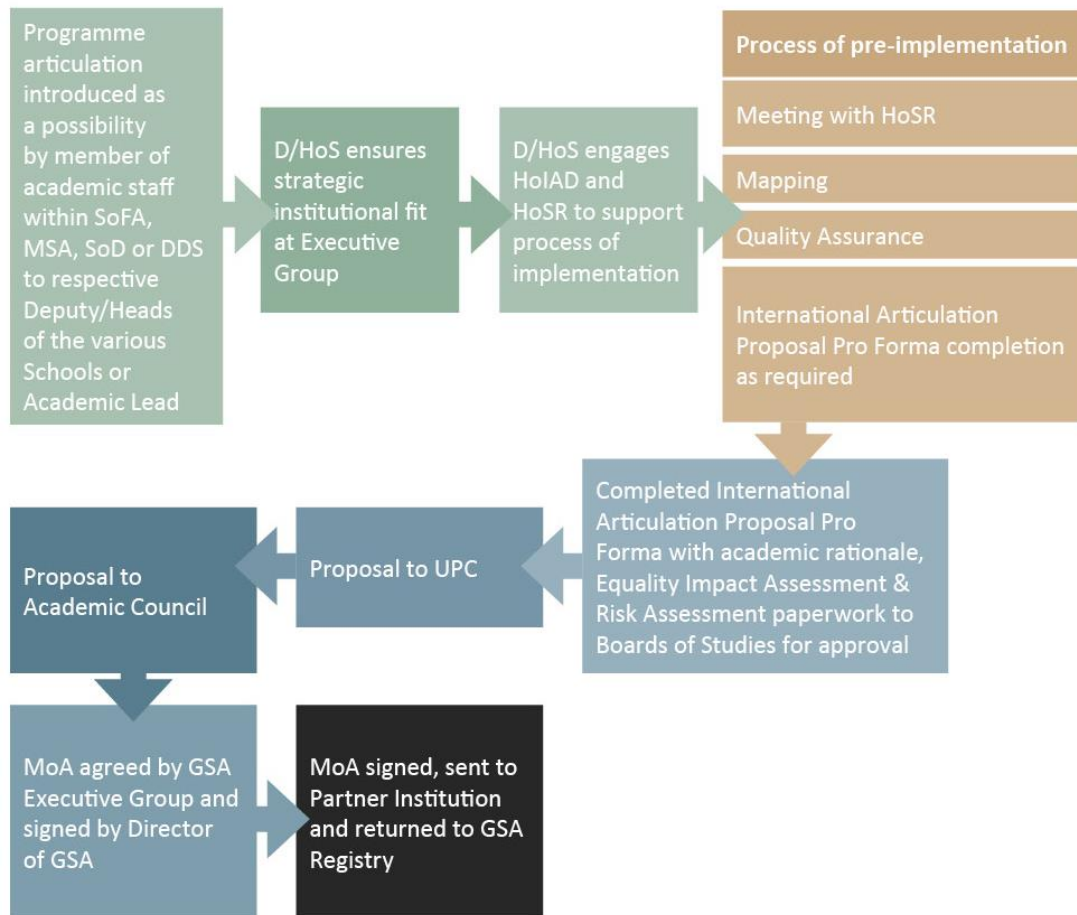 Programme
articulation
introduced as
a possibility
by member of
academic staff
within SoFA,
MSA, SoD or DDS
to respective
Deputy/Heads
of the various
Schools or
Academic Lead
D/HoS ensures
strategic
institutional fit
at Executive
Group
D/HoS engages
HoIAD and
HoSR to support
process of
implementation
Process of pre-implementation
Meeting with HoSR
Mapping
Quality Assurance
International Articulation
Proposal Pro Forma completion
as required
Completed International
Articulation Proposal Pro
Forma with academic rationale,
Equality Impact Assessment &
Risk Assessment paperwork to
Boards of Studies for approval
Proposal to UPC
Proposal to
Academic Council
MoA agreed by GSA
Executive Group and
signed by Director
of GSA
MoA signed, sent to
Partner Institution
and returned to GSA
Registry